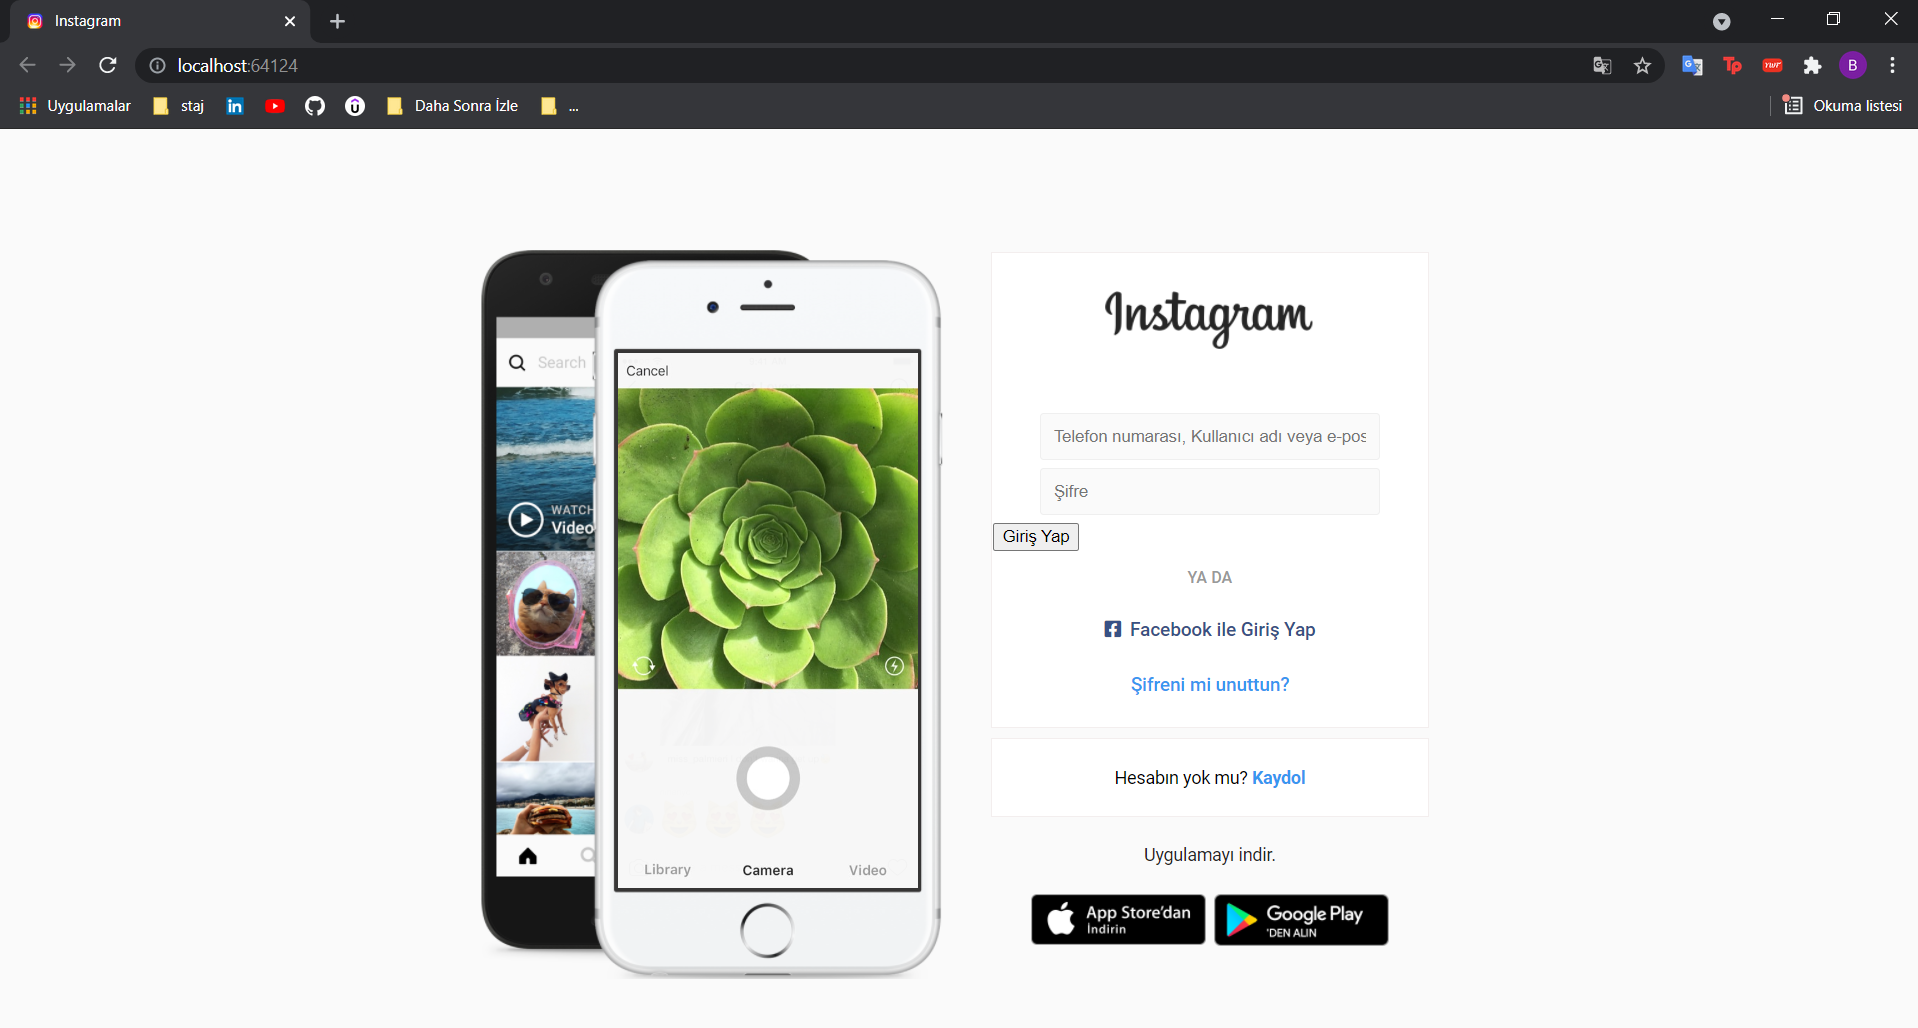 Instagram
localhost:64124
Uygulamalar
staj
Daha Sonra İzle
...
Okuma listesi
B
Search
WATCH
Video
Cancel
Library
Camera
Video
Instagram
Telefon numarası, Kullanıcı adı veya e-pos
Şifre
Giriş Yap
YA DA
Facebook ile Giriş Yap
Şifreni mi unuttun?
Hesabın yok mu? Kaydol
Uygulamayı indir.
App Store'dan
İndirin
Google Play
'DEN ALIN